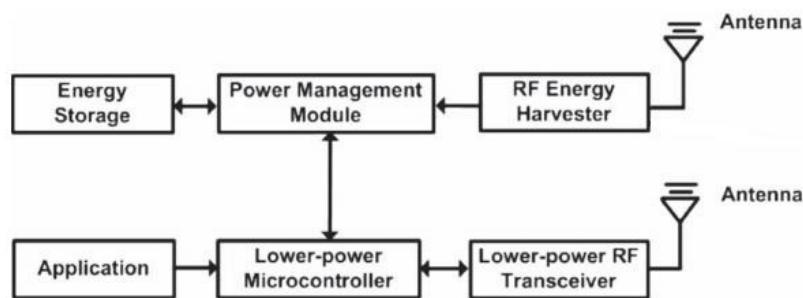 Antenna
Energy
Storage
Power Management
Module
RF Energy
Harvester
Antenna
Application
Lower-power
Microcontroller
Lower-power RF
Transceiver